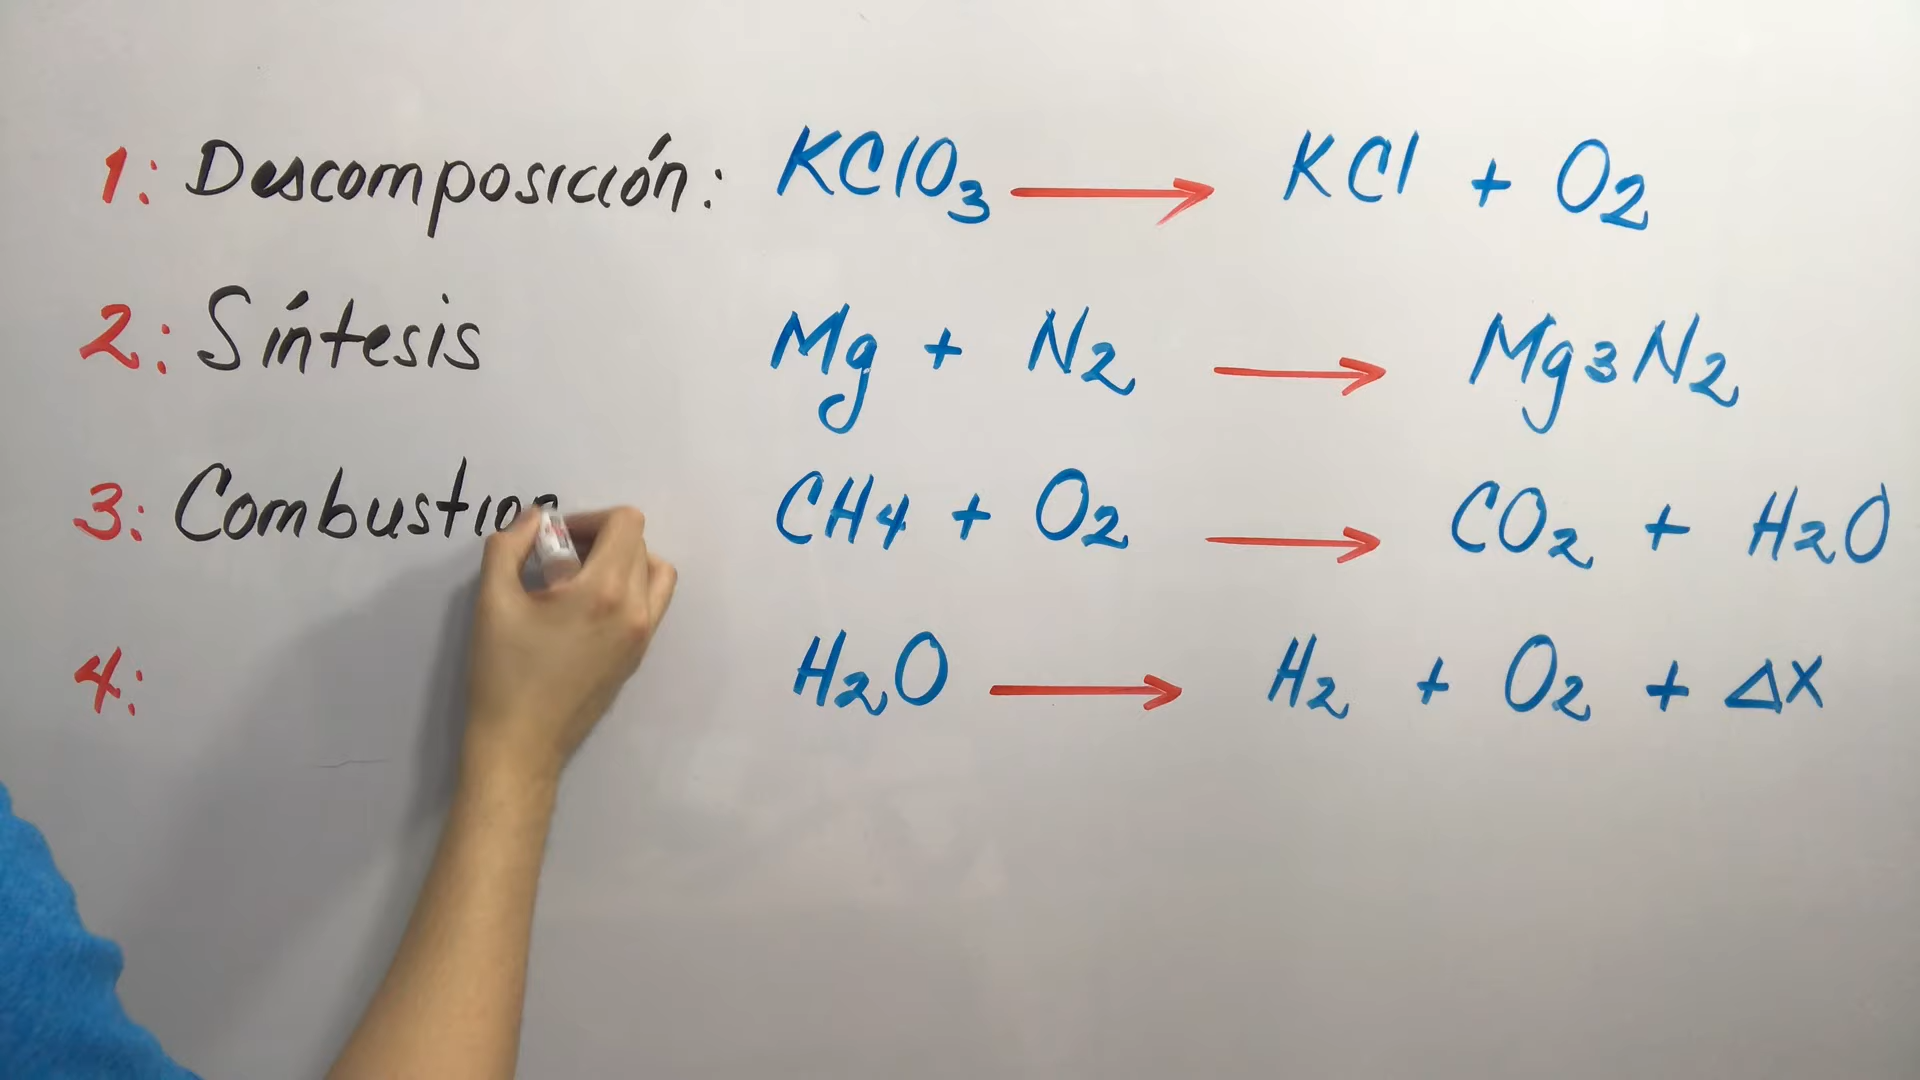 1: Descomposición: KClO3 → KCl + O2
2: Síntesis Mg + N2 → Mg3N2
3: Combustion CH4 + O2 → CO2 + H2O
4: H2O → H2 + O2 + ΔX